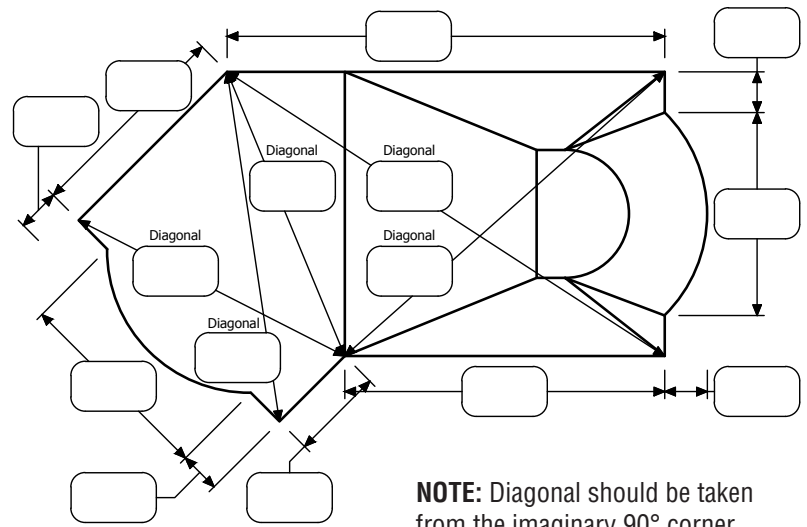 Diagonal
Diagonal
Diagonal
Diagonal
Diagonal
NOTE: Diagonal should be taken
from the imaginary 90° corner